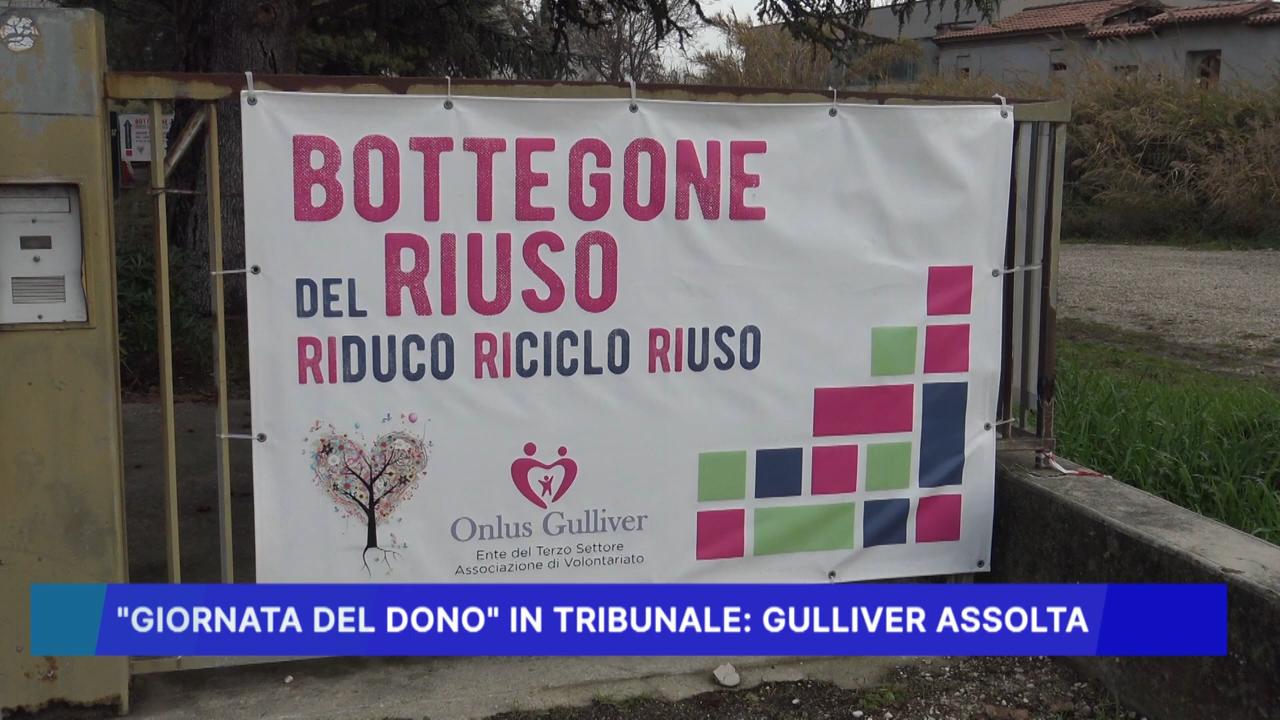 BOTTEGONE
DEL RIUSO
RIDUCO RICICLO RIUSO
Onlus Gulliver
Ente del Terzo Settore
Associazione di Volontariato
"GIORNATA DEL DONO" IN TRIBUNALE: GULLIVER ASSOLTA